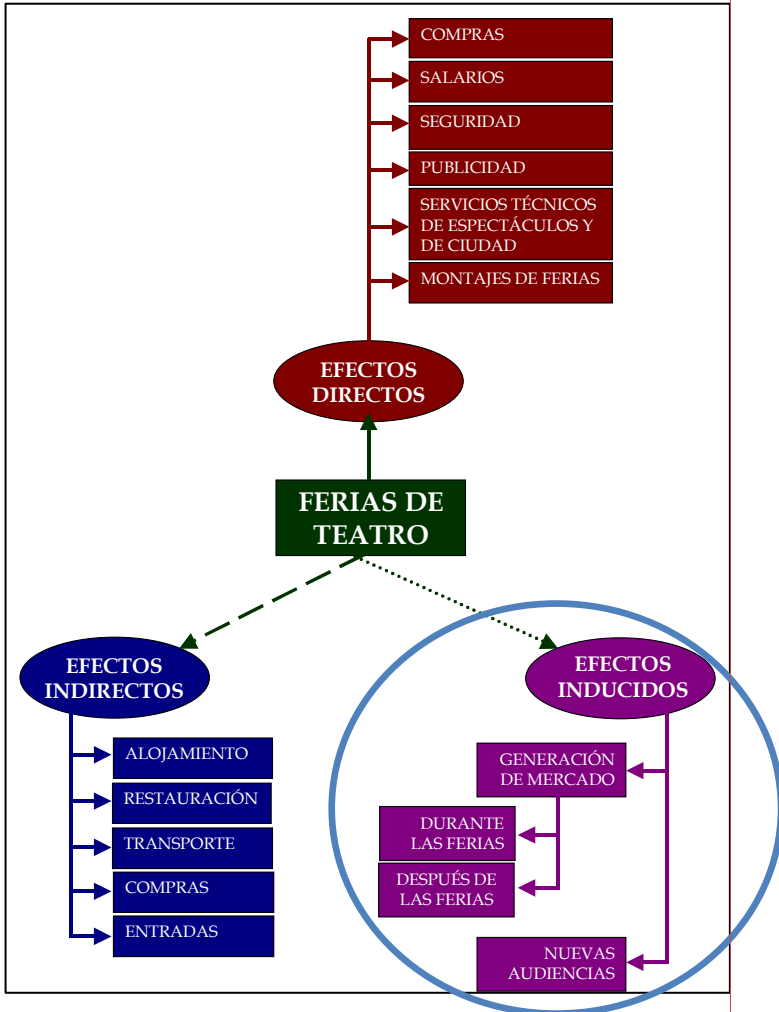 COMPRAS
SALARIOS
SEGURIDAD
PUBLICIDAD
SERVICIOS TÉCNICOS
DE ESPECTÁCULOS Y
DE CIUDAD
MONTAJES DE FERIAS
EFECTOS
DIRECTOS
FERIAS DE
TEATRO
EFECTOS
INDIRECTOS
ALOJAMIENTO
RESTAURACIÓN
TRANSPORTE
COMPRAS
ENTRADAS
EFECTOS
INDUCIDOS
GENERACIÓN
DE MERCADO
DURANTE
LAS FERIAS
DESPUÉS DE
LAS FERIAS
NUEVAS
AUDIENCIAS